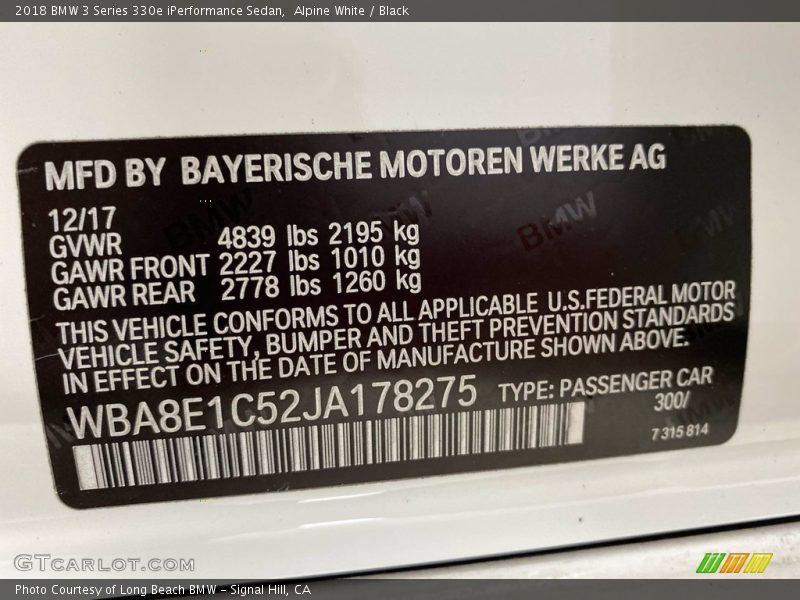 2018 BMW 3 Series 330e iPerformance Sedan,  Alpine White / Black
MFD BY BAYERISCHE MOTOREN WERKE AG
12/17
GVWR 4839 lbs 2195 kg
GAWR FRONT 2227 lbs 1010 kg
GAWR REAR 2778 lbs 1260 kg
THIS VEHICLE CONFORMS TO ALL APPLICABLE U.S.FEDERAL MOTOR
VEHICLE SAFETY, BUMPER AND THEFT PREVENTION STANDARDS
IN EFFECT ON THE DATE OF MANUFACTURE SHOWN ABOVE.
WBA8E1C52JA178275 TYPE: PASSENGER CAR
300/
7 315 814
BMW
GTCARLOT.COM
Photo Courtesy of Long Beach BMW - Signal Hill, CA